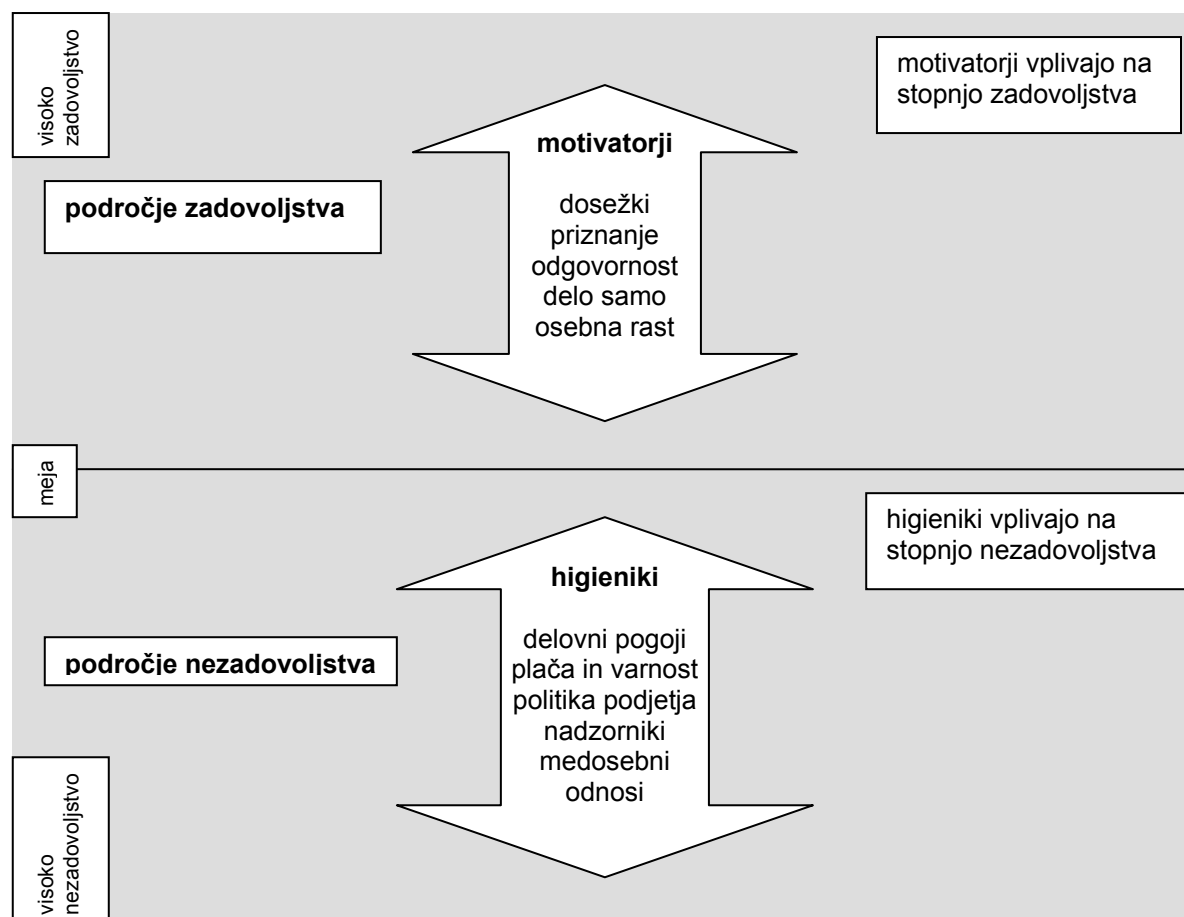 visoko
zadovoljstvo
motivatorji vplivajo na
stopnjo zadovoljstva
motivatorji
področje zadovoljstva
dosežki
priznanje
odgovornost
delo samo
osebna rast
meja
higieniki vplivajo na
stopnjo nezadovoljstva
higieniki
področje nezadovoljstva
delovni pogoji
plača in varnost
politika podjetja
nadzorniki
medosebni
odnosi
visoko
nezadovoljstvo